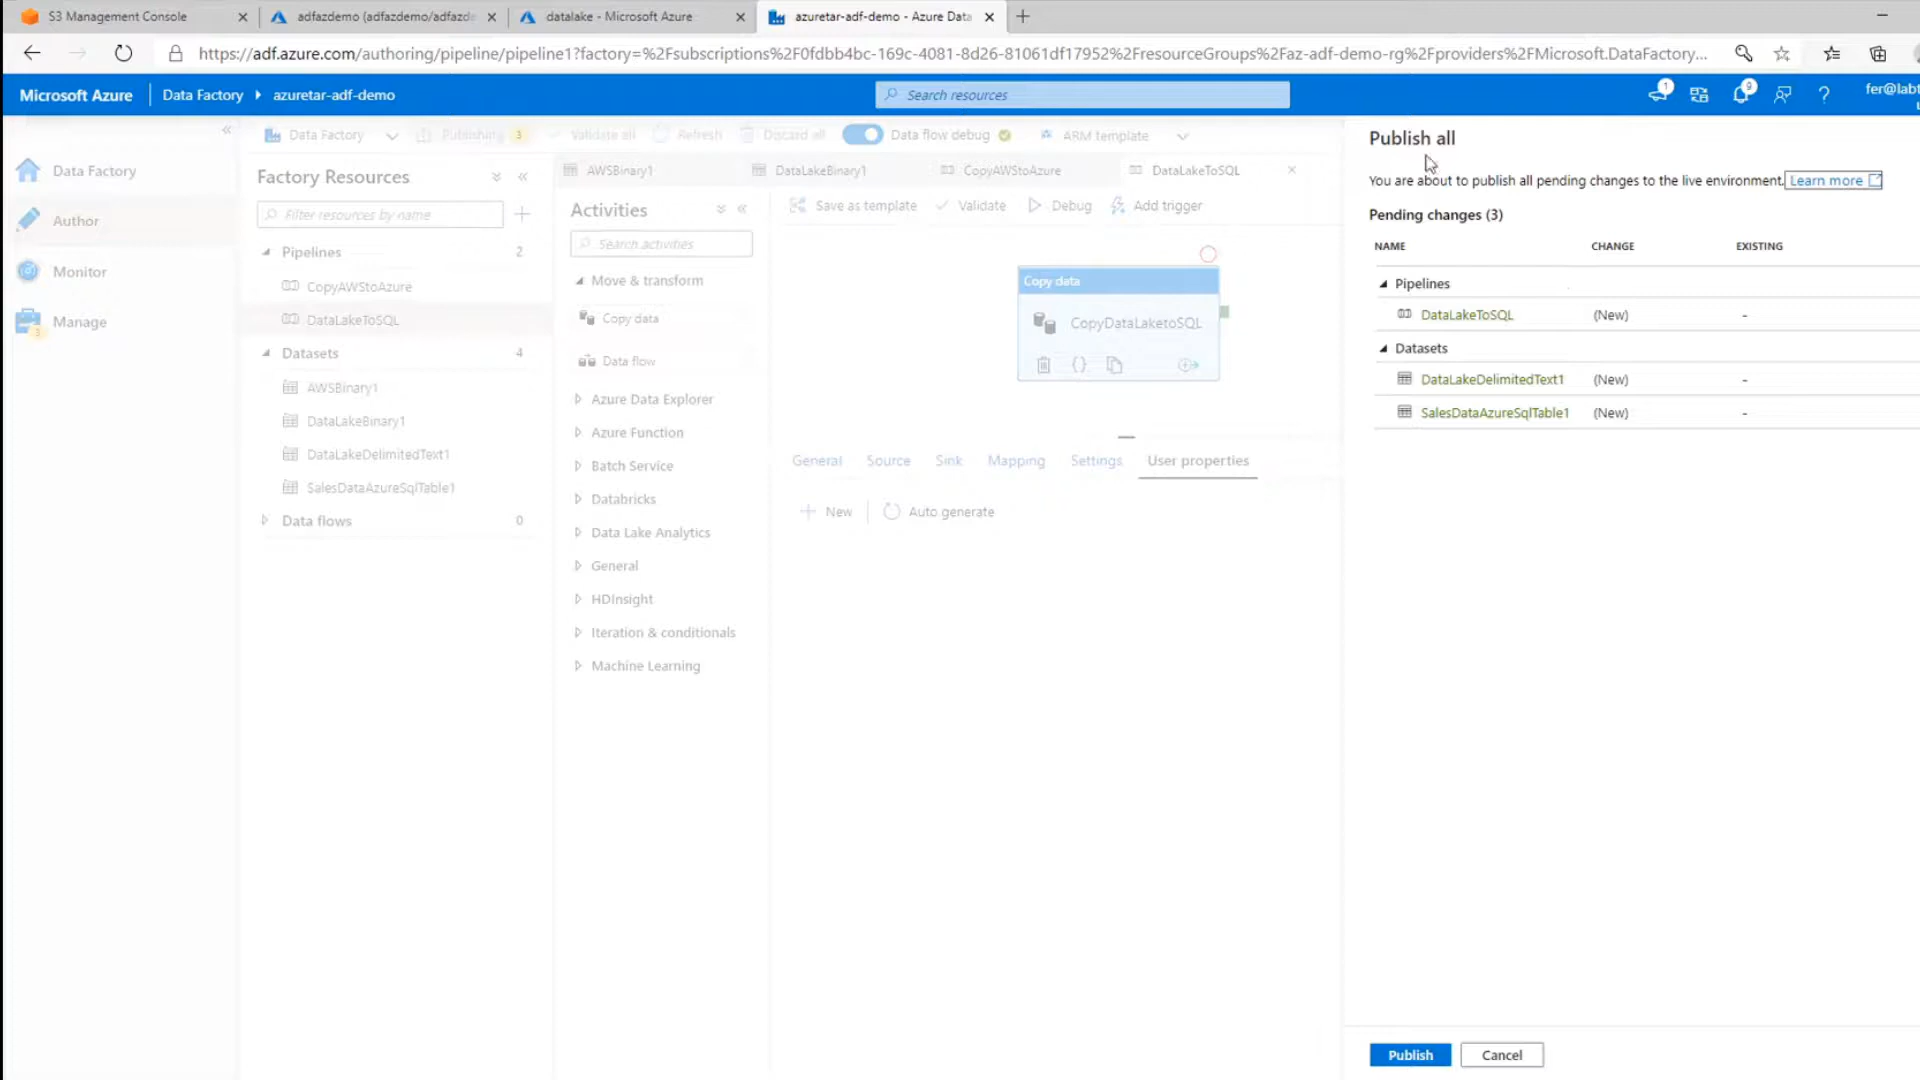 S3 Management Console
adfazdemo (adfazdemo/adfazde
datalake - Microsoft Azure
azuretar-adf-demo - Azure Data
https://adf.azure.com/authoring/pipeline/pipeline1?factory=%2Fsubscriptions%2F0fdbb4bc-169c-4081-8d26-81061df17952%2FresourceGroups%2Faz-adf-demo-rg%2Fproviders%2FMicrosoft.DataFactory...
Microsoft Azure
Data Factory
azuretar-adf-demo
Search resources
1
9
?
fer@labt
Data Factory
Author
Monitor
Manage
3
Data Factory
Publishing
3
Validate all
Refresh
Discard all
Data flow debug
ARM template
Factory Resources
Filter resources by name
Pipelines
2
CopyAWStoAzure
DataLakeToSQL
Datasets
4
AWSBinary1
DataLakeBinary1
DataLakeDelimitedText1
SalesDataAzureSqlTable1
Data flows
0
AWSBinary1
DataLakeBinary1
CopyAWStoAzure
DataLakeToSQL
Activities
Search activities
Move & transform
Copy data
Data flow
Azure Data Explorer
Azure Function
Batch Service
Databricks
Data Lake Analytics
General
HDInsight
Iteration & conditionals
Machine Learning
Save as template
Validate
Debug
Add trigger
Copy data
CopyDataLaketoSQL
{}
General
Source
Sink
Mapping
Settings
User properties
New
Auto generate
Publish all
You are about to publish all pending changes to the live environment. Learn more
Pending changes (3)
NAME CHANGE EXISTING
Pipelines
DataLakeToSQL (New) -
Datasets
DataLakeDelimitedText1 (New) -
SalesDataAzureSqlTable1 (New) -
Publish
Cancel